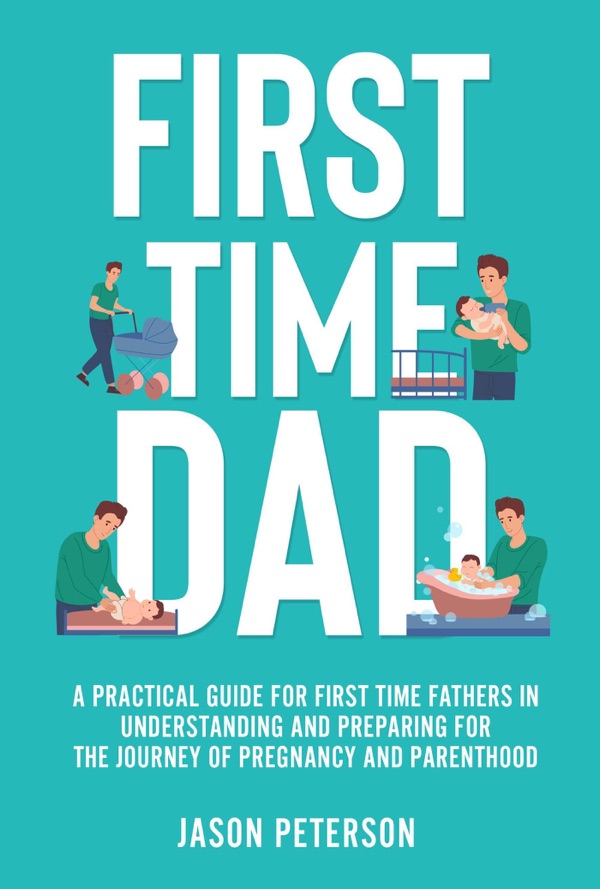 FIRST
TIME
DAD
A PRACTICAL GUIDE FOR FIRST TIME FATHERS IN
UNDERSTANDING AND PREPARING FOR
THE JOURNEY OF PREGNANCY AND PARENTHOOD
JASON PETERSON